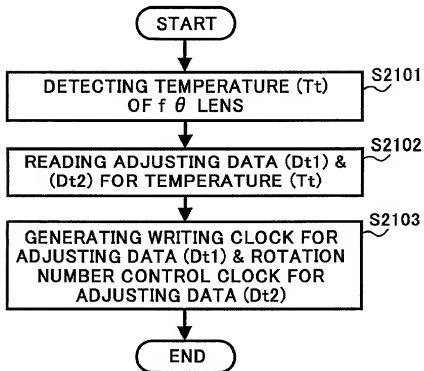 START
S2101
DETECTING TEMPERATURE (Tt)
OF f θ LENS
S2102
READING ADJUSTING DATA (Dt1) &
(Dt2) FOR TEMPERATURE (Tt)
S2103
GENERATING WRITING CLOCK FOR
ADJUSTING DATA (Dt1) & ROTATION
NUMBER CONTROL CLOCK FOR
ADJUSTING DATA (Dt2)
END